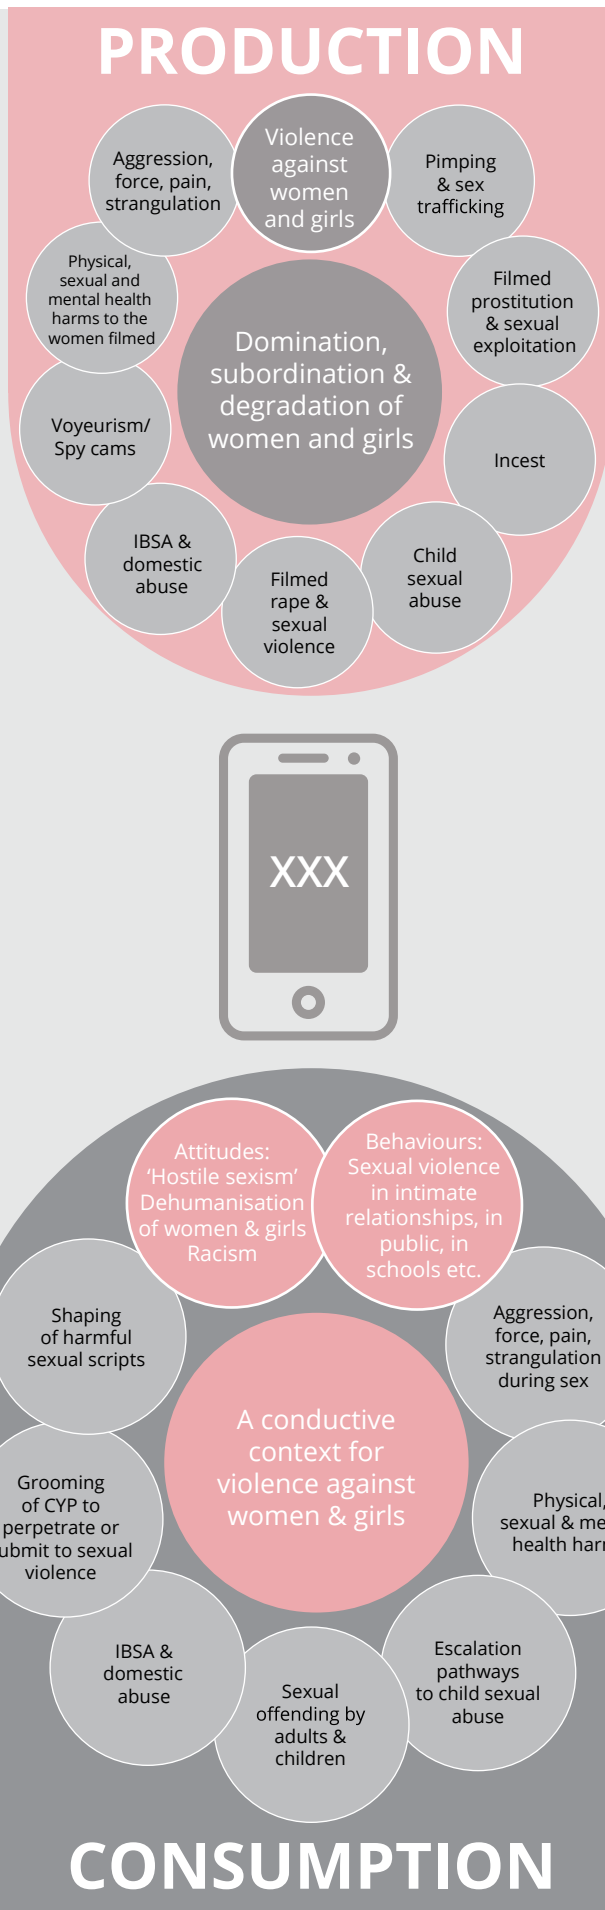 PRODUCTION
Violence
against
women
and girls
Aggression,
force, pain,
strangulation
Pimping
& sex
trafficking
Physical,
sexual and
mental health
harms to the
women filmed
Filmed
prostitution
& sexual
exploitation
Domination,
subordination &
degradation of
women and girls
Voyeurism/
Spy cams
Incest
IBSA &
domestic
abuse
Child
sexual
abuse
Filmed
rape &
sexual
violence
XXX
Attitudes:
‘Hostile sexism’
Dehumanisation
of women & girls
Racism
Behaviours:
Sexual violence
in intimate
relationships, in
public, in
schools etc.
Shaping
of harmful
sexual scripts
Aggression,
force, pain,
strangulation
during sex
A conductive
context for
violence against
women & girls
Grooming
of CYP to
perpetrate or
ubmit to sexual
violence
Physical,
sexual & me
health har
IBSA &
domestic
abuse
Escalation
pathways
to child sexual
abuse
Sexual
offending by
adults &
children
CONSUMPTION